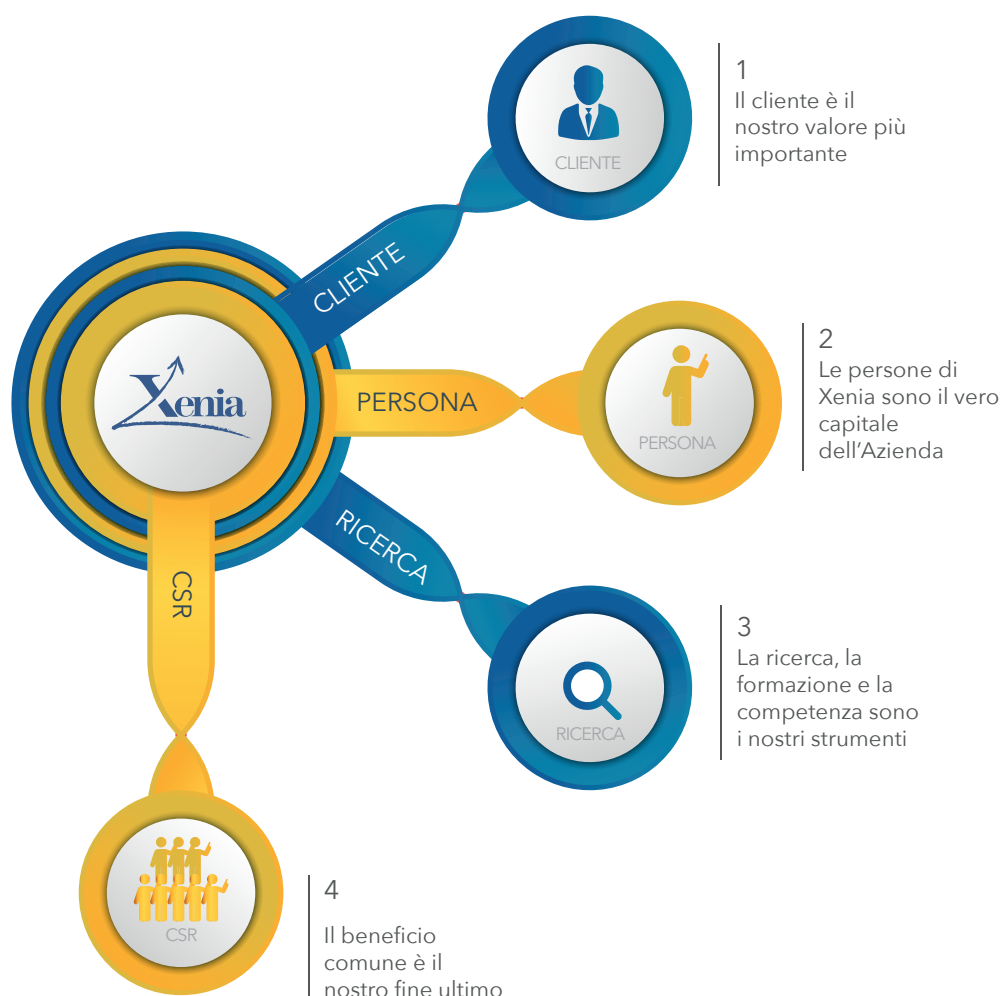 1
Il cliente è il
nostro valore più
importante
CLIENTE
CLIENTE
Xenia
PERSONA
PERSONA
2
Le persone di
Xenia sono il vero
capitale
dell'Azienda
RICERCA
RICERCA
3
La ricerca, la
formazione e la
competenza sono
i nostri strumenti
CSR
CSR
4
Il beneficio
comune è il
nostro fine ultimo